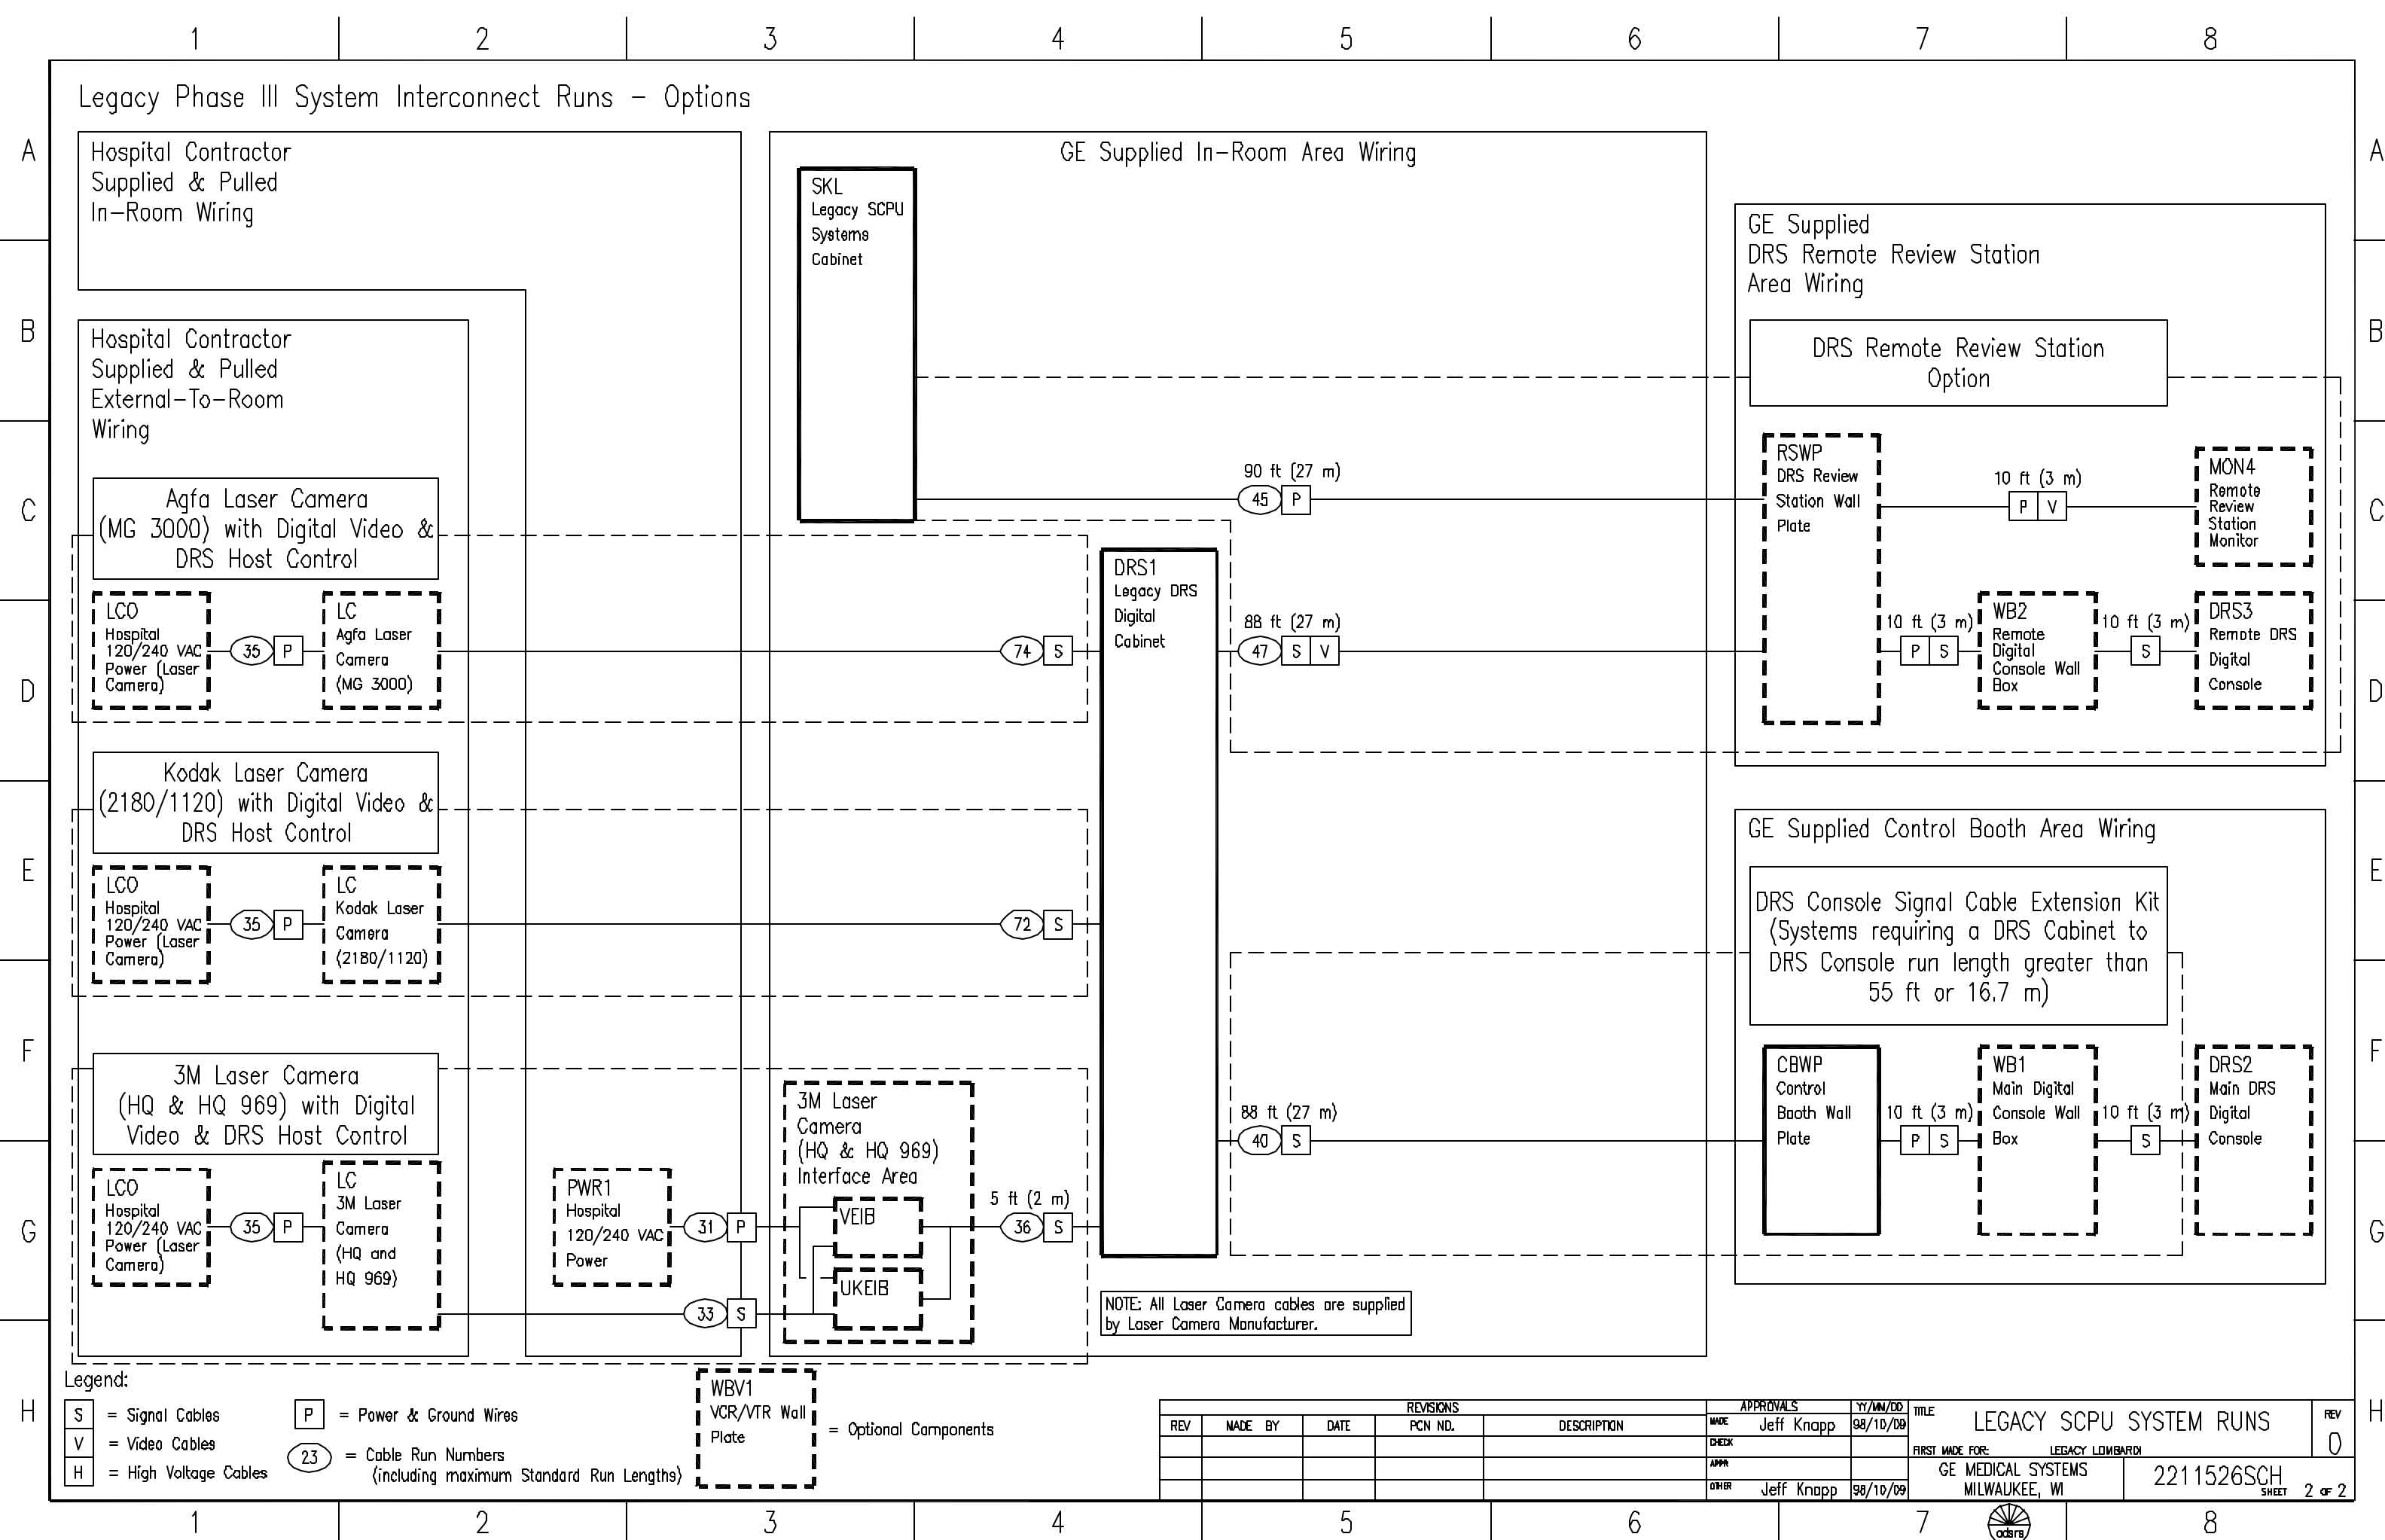 1 2 3 4 5 6 7 8
Legacy Phase III System Interconnect Runs - Options
A
A
Hospital Contractor
Supplied & Pulled
In-Room Wiring
GE Supplied In-Room Area Wiring
SKL
Legacy SCPU
Systems
Cabinet
GE Supplied
DRS Remote Review Station
Area Wiring
B
B
Hospital Contractor
Supplied & Pulled
External-To-Room
Wiring
DRS Remote Review Station
Option
C
C
Agfa Laser Camera
(MG 3000) with Digital Video &
DRS Host Control
90 ft (27 m)
45 P
RSWP
DRS Review
Station Wall
Plate
10 ft (3 m)
P V
MON4
Remote
Review
Station
Monitor
D
D
LCO
Hospital
120/240 VAC
Power (Laser
Camera)
35 P
LC
Agfa Laser
Camera
(MG 3000)
74 S
DRS1
Legacy DRS
Digital
Cabinet
88 ft (27 m)
47 S V
10 ft (3 m)
P S
WB2
Remote
Digital
Console Wall
Box
10 ft (3 m)
S
DRS3
Remote DRS
Digital
Console
Kodak Laser Camera
(2180/1120) with Digital Video &
DRS Host Control
E
E
LCO
Hospital
120/240 VAC
Power (Laser
Camera)
35 P
LC
Kodak Laser
Camera
(2180/1120)
72 S
GE Supplied Control Booth Area Wiring
DRS Console Signal Cable Extension Kit
(Systems requiring a DRS Cabinet to
DRS Console run length greater than
55 ft or 16.7 m)
F
F
3M Laser Camera
(HQ & HQ 969) with Digital
Video & DRS Host Control
3M Laser
Camera
(HQ & HQ 969)
Interface Area
88 ft (27 m)
40 S
CBWP
Control
Booth Wall
Plate
10 ft (3 m)
P S
WB1
Main Digital
Console Wall
Box
10 ft (3 m)
S
DRS2
Main DRS
Digital
Console
G
G
LCO
Hospital
120/240 VAC
Power (Laser
Camera)
35 P
LC
3M Laser
Camera
(HQ and
HQ 969)
PWR1
Hospital
120/240 VAC
Power
31 P
33 S
VEIB
UKEIB
5 ft (2 m)
36 S
NOTE: All Laser Camera cables are supplied
by Laser Camera Manufacturer.
H
H
Legend:
S = Signal Cables
V = Video Cables
H = High Voltage Cables
P = Power & Ground Wires
23 = Cable Run Numbers
(including maximum Standard Run Lengths)
WBV1
VCR/VTR Wall
Plate
= Optional Components
REVISIONS
REV MADE BY DATE PCN NO. DESCRIPTION
APPROVALS YY/MM/DD
MADE Jeff Knapp 98/10/09
CHECK
APPR
OTHER Jeff Knapp 98/10/09
TITLE LEGACY SCPU SYSTEM RUNS
REV 0
FIRST MADE FOR: LEGACY LOMBARDI
GE MEDICAL SYSTEMS
MILWAUKEE, WI
2211526SCH
SHEET 2 OF 2
1 2 3 4 5 6 7 8
adsrs